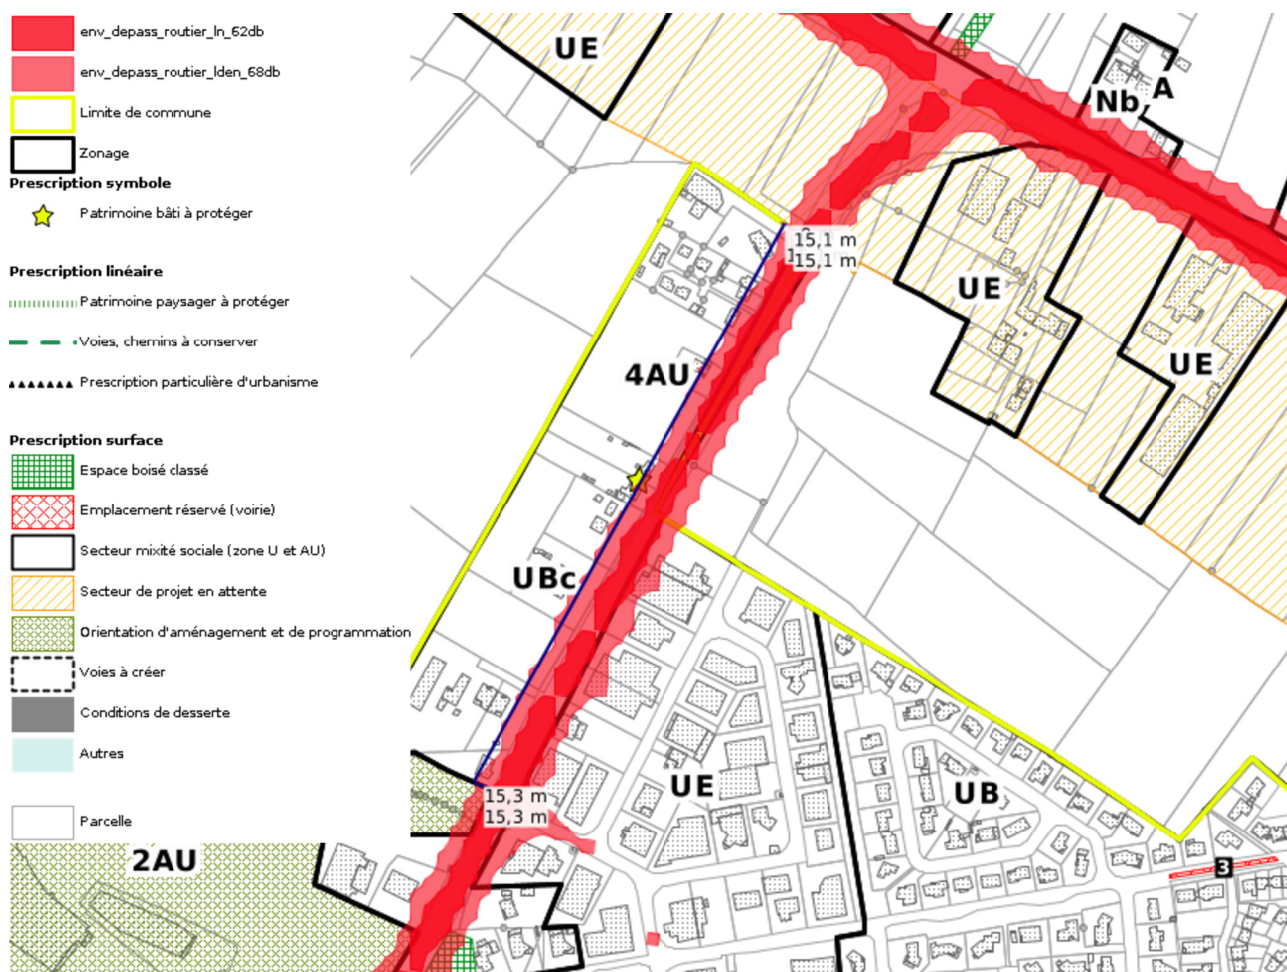 env_depass_routier_ln_62db
env_depass_routier_lden_68db
Limite de commune
Zonage
Prescription symbole
Patrimoine bâti à protéger
Prescription linéaire
Patrimoine paysager à protéger
Voies, chemins à conserver
Prescription particulière d'urbanisme
Prescription surface
Espace boisé classé
Emplacement réservé (voirie)
Secteur mixité sociale (zone U et AU)
Secteur de projet en attente
Orientation d'aménagement et de programmation
Voies à créer
Conditions de desserte
Autres
Parcelle
UE
Nb
A
15,1 m
15,1 m
UE
UE
4AU
UBc
UE
UB
15,3 m
15,3 m
2AU
3